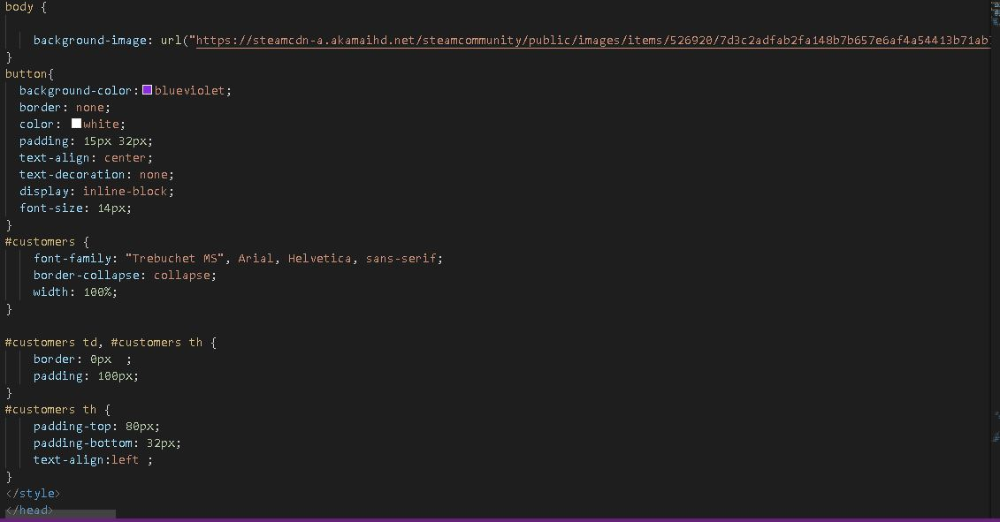 body {
background-image: url("https://steamcdn-a.akamaihd.net/steamcommunity/public/images/items/526920/7d3c2adfab2fa148b7b657e6af4a54413b71ab
}
button{
background-color: blueviolet;
border: none;
color: white;
padding: 15px 32px;
text-align: center;
text-decoration: none;
display: inline-block;
font-size: 14px;
}
#customers {
font-family: "Trebuchet MS", Arial, Helvetica, sans-serif;
border-collapse: collapse;
width: 100%;
}
#customers td, #customers th {
border: 0px  ;
padding: 100px;
}
#customers th {
padding-top: 80px;
padding-bottom: 32px;
text-align:left ;
}
</style>
</head>